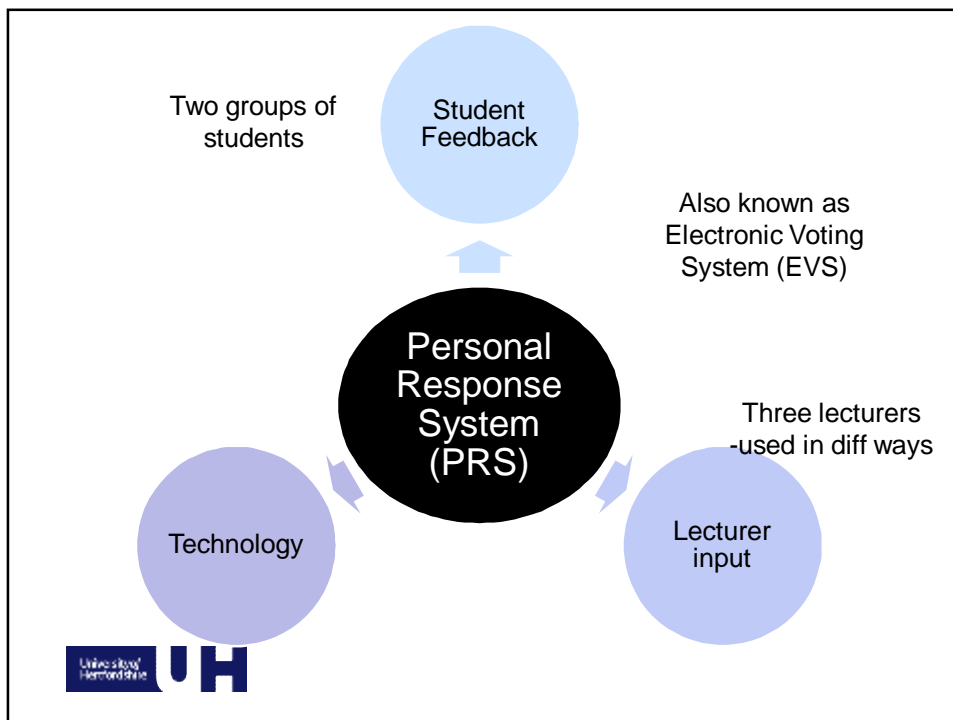 Two groups of
students
Student
Feedback
Also known as
Electronic Voting
System (EVS)
Personal
Response
System
(PRS)
Three lecturers
-used in diff ways
Technology
Lecturer
input
University of
Hertfordshire
UH